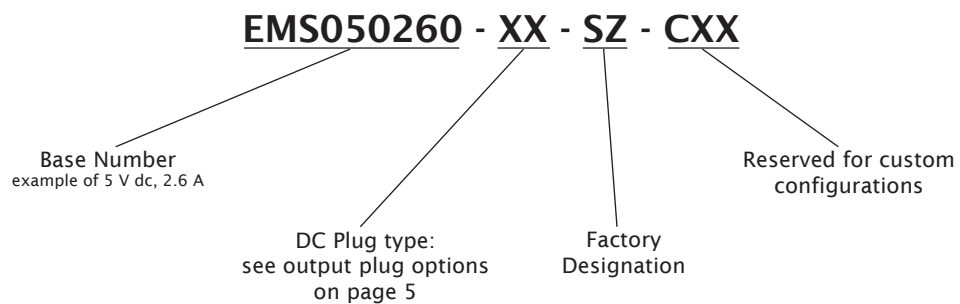 EMS050260 - XX - SZ - CXX
Base Number
example of 5 V dc, 2.6 A
Reserved for custom
configurations
DC Plug type:
see output plug options
on page 5
Factory
Designation